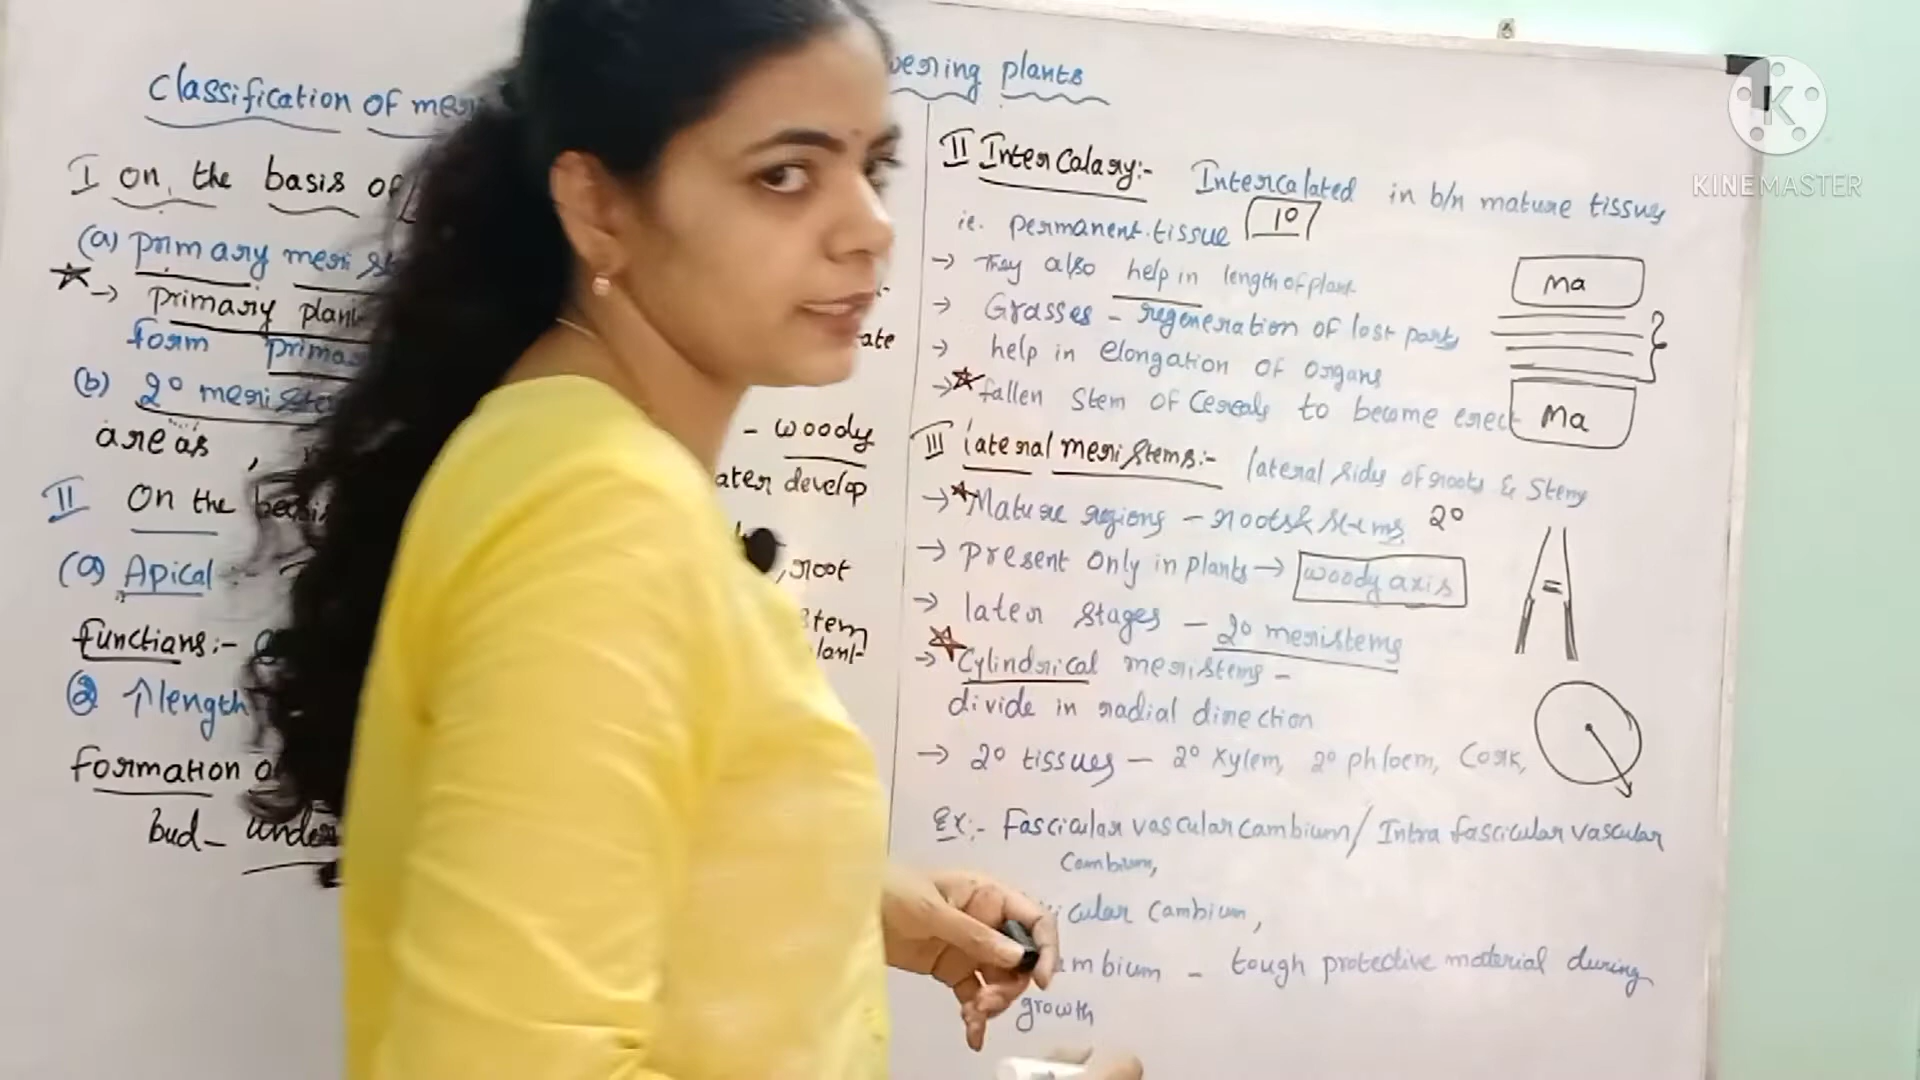 Classification of
vering plants
I on the basis of
(a) primary meri
→ primary plan
form prima
(b) 2° meri
areas,
- woody
ater develop
II On the basis
(a) Apical :-
, root
stem
lant-
functions:-
② ↑length
formation o
bud - under
II InterCalary:- Intercalated in b/n mature tissues
ie. permanent tissue 1°
→ They also help in length of plant
→ Grasses - regeneration of lost parts
→ help in elongation of organs
→ fallen stem of Cereals to become erect
Ma
Ma
III lateral meristems:- lateral sides of roots & stems
→ Mature regions - roots & stems 2°
→ present only in plants → woody axis
→ later stages - 2° meristems
→ Cylindrical meristems -
divide in radial direction
→ 2° tissues - 2° xylem, 2° phloem, Cork,
Ex:- Fascicular vascular cambium/Intra fascicular vascular
Cambium,
icular Cambium,
mbium - tough protective material during
growth
KINEMASTER